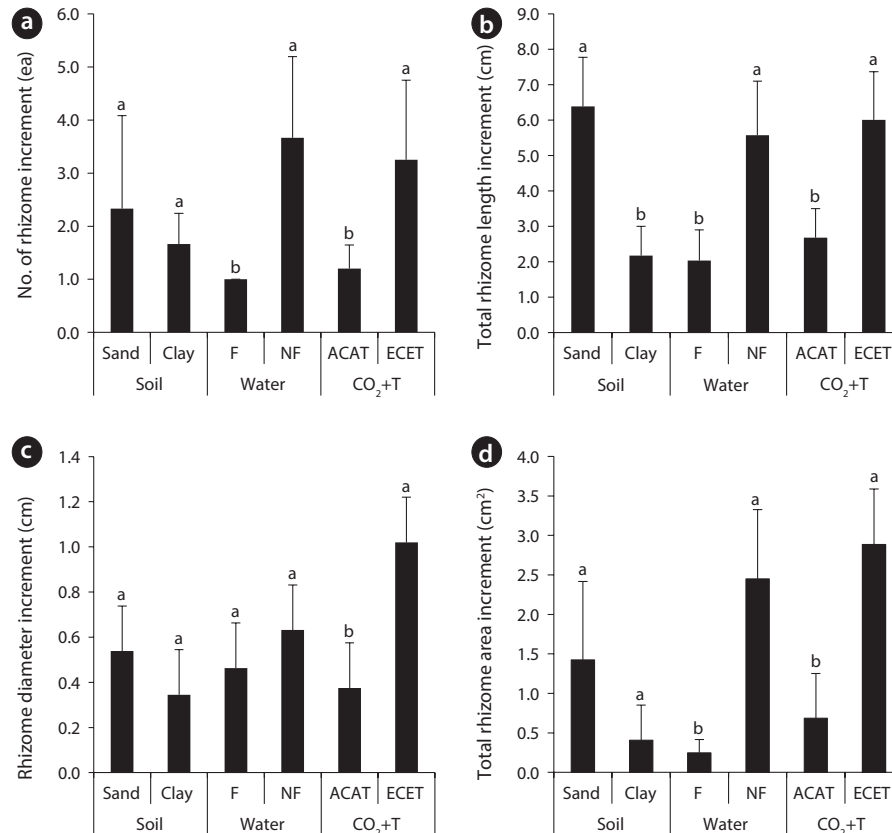 a
No. of rhizome increment (ea)
6.0
5.0
4.0
3.0
2.0
1.0
0.0
a
a
b
a
b
a
Sand Clay F NF ACAT ECET
Soil Water CO₂+T
b
Total rhizome length increment (cm)
9.0
8.0
7.0
6.0
5.0
4.0
3.0
2.0
1.0
0.0
a
b
b
a
b
a
Sand Clay F NF ACAT ECET
Soil Water CO₂+T
c
Rhizome diameter increment (cm)
1.4
1.2
1.0
0.8
0.6
0.4
0.2
0.0
a
a
a
a
b
a
Sand Clay F NF ACAT ECET
Soil Water CO₂+T
d
Total rhizome area increment (cm²)
4.0
3.5
3.0
2.5
2.0
1.5
1.0
0.5
0.0
a
a
b
a
b
a
Sand Clay F NF ACAT ECET
Soil Water CO₂+T